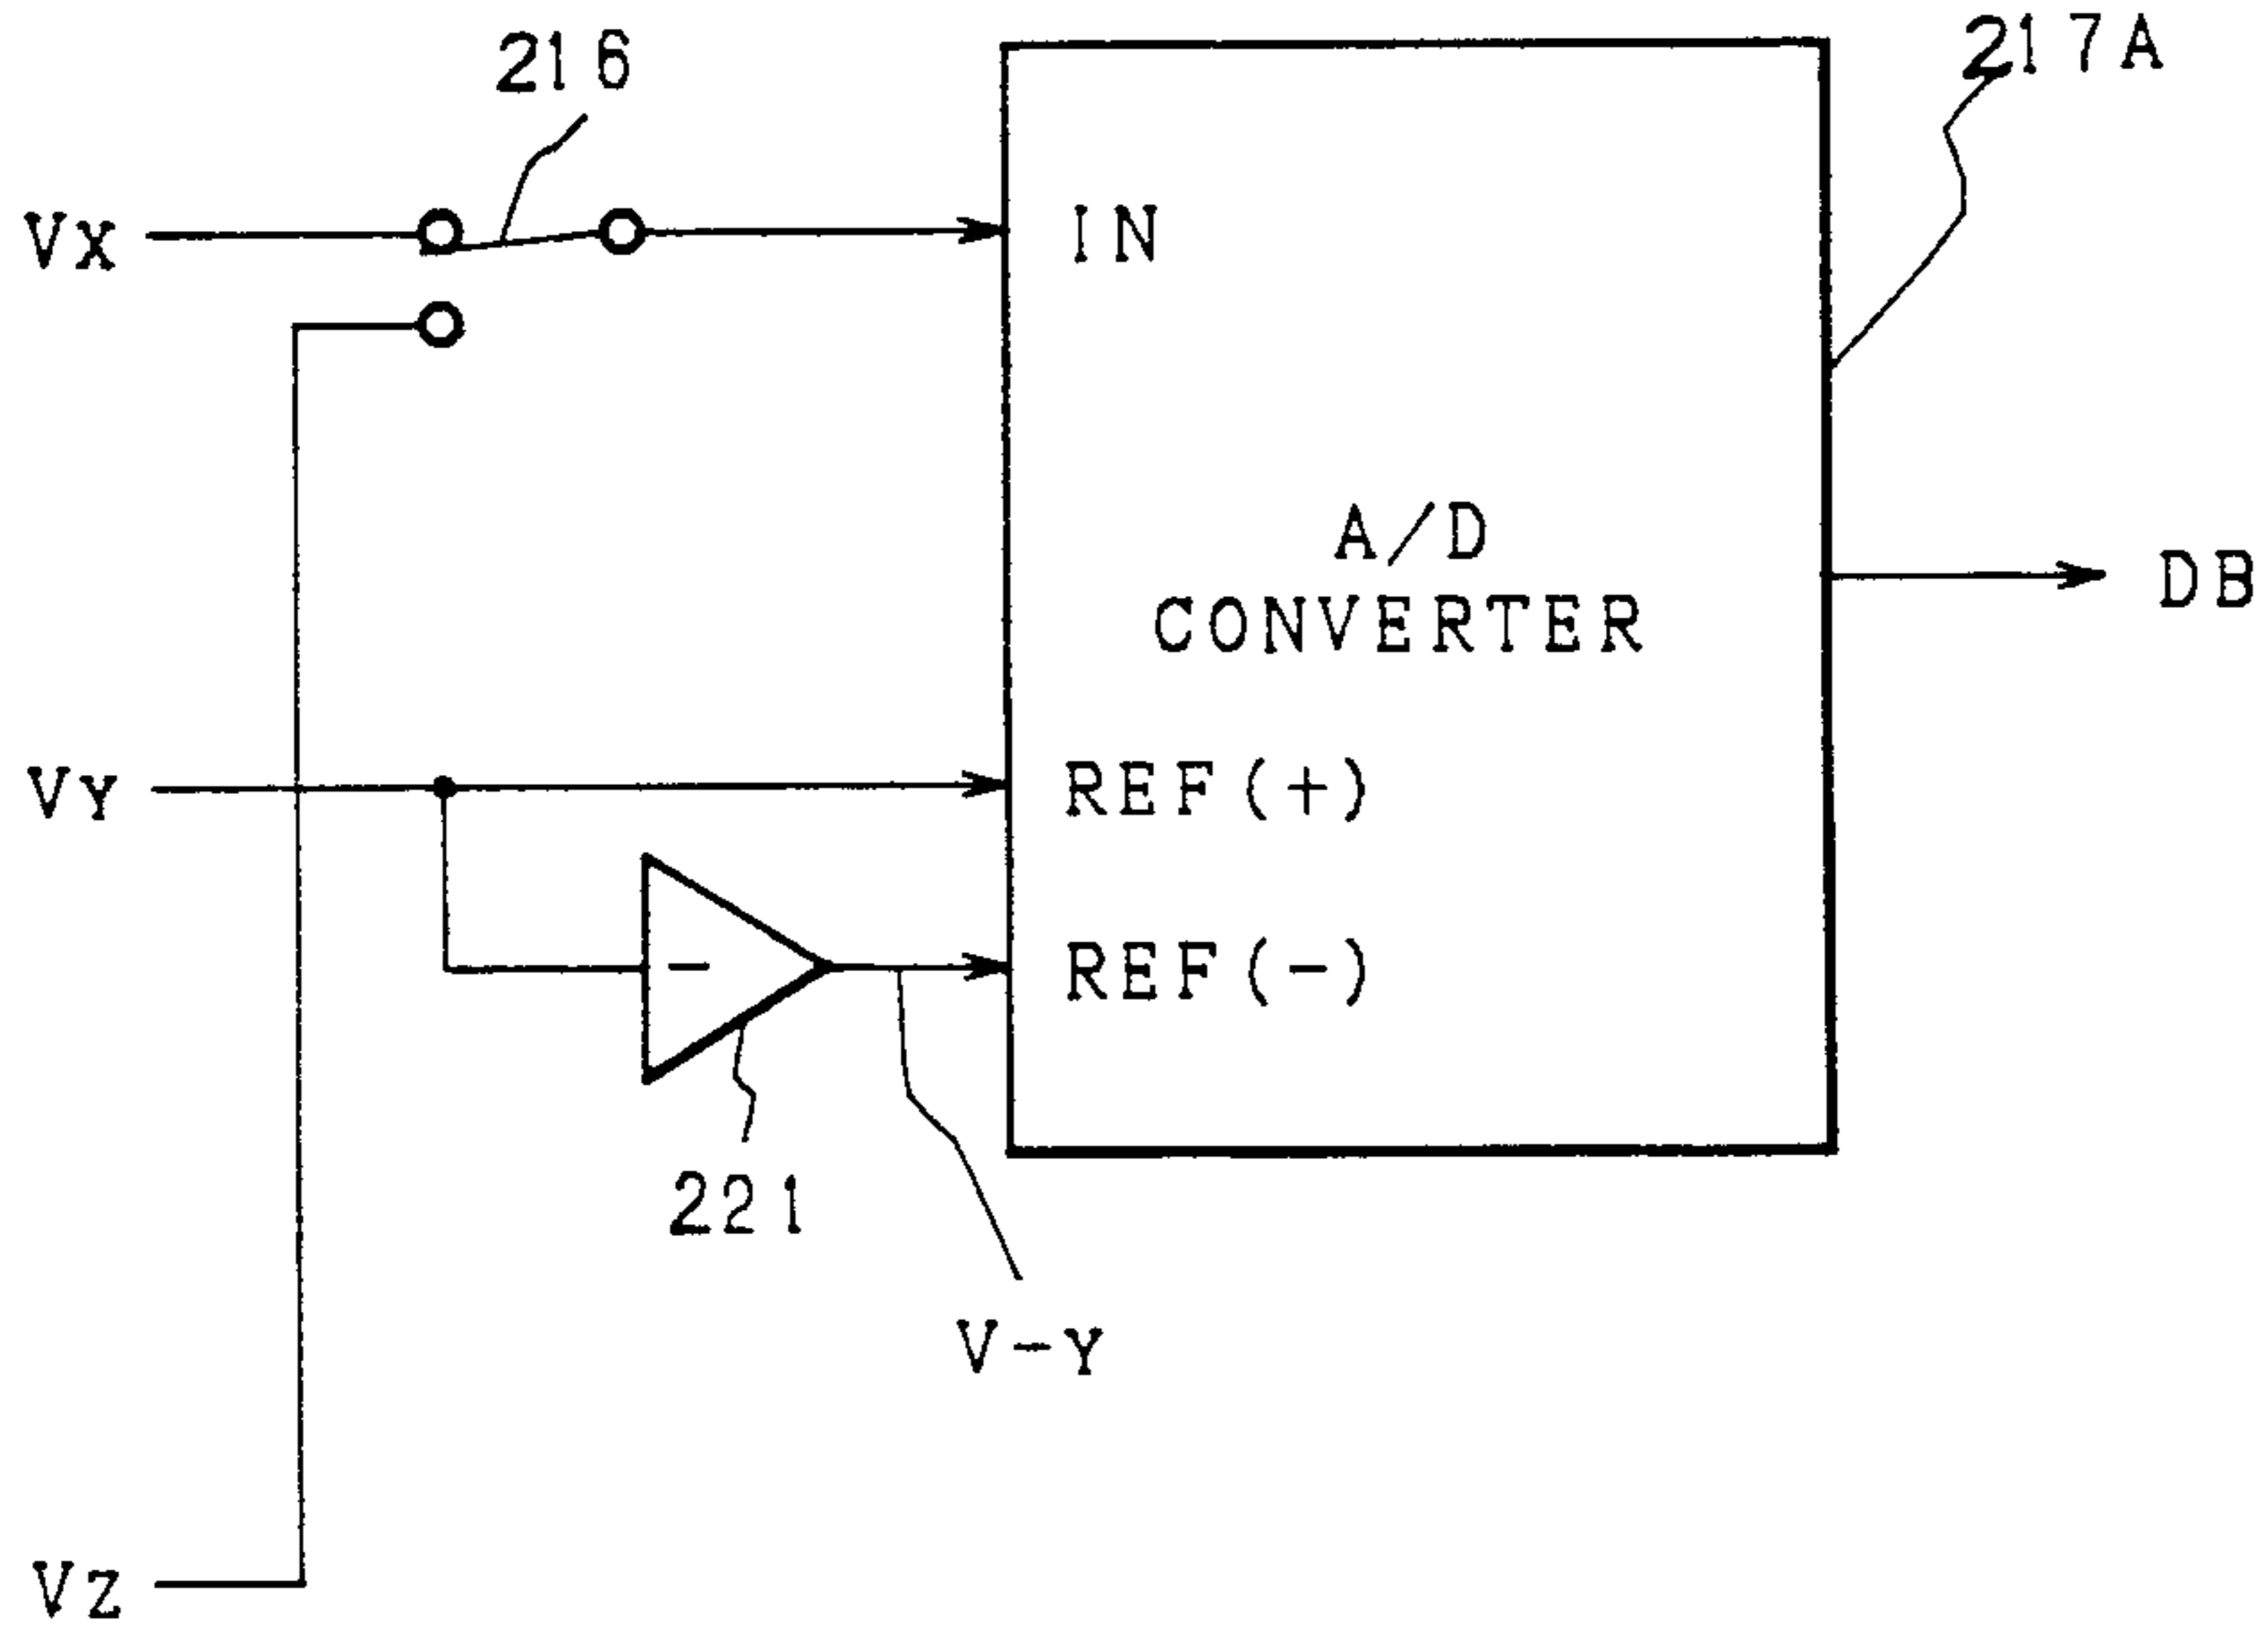 216
217A
VX
IN
A/D
CONVERTER
DB
VY
REF(+)
-
REF(-)
221
V-Y
VZ